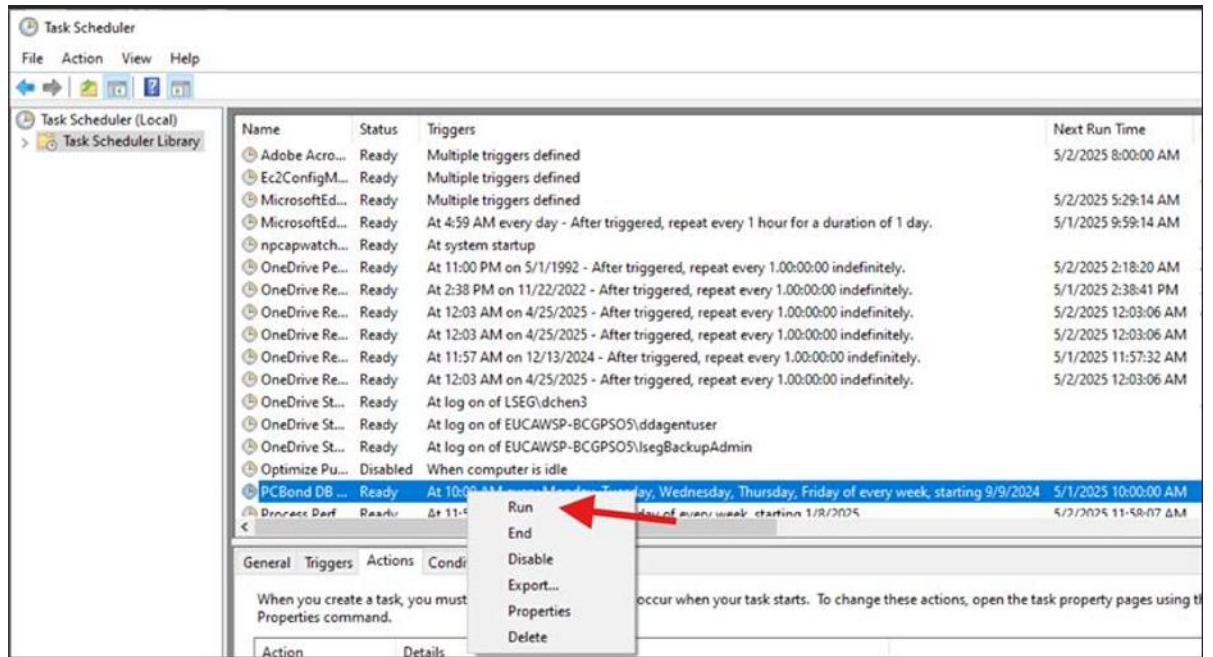 Task Scheduler
File Action View Help
Task Scheduler (Local)
Task Scheduler Library
Name Status Triggers Next Run Time
Adobe Acro... Ready Multiple triggers defined 5/2/2025 8:00:00 AM
Ec2ConfigM... Ready Multiple triggers defined
MicrosoftEd... Ready Multiple triggers defined 5/2/2025 5:29:14 AM
MicrosoftEd... Ready At 4:59 AM every day - After triggered, repeat every 1 hour for a duration of 1 day. 5/1/2025 9:59:14 AM
npcapwatch... Ready At system startup
OneDrive Pe... Ready At 11:00 PM on 5/1/1992 - After triggered, repeat every 1.00:00:00 indefinitely. 5/2/2025 2:18:20 AM
OneDrive Re... Ready At 2:38 PM on 11/22/2022 - After triggered, repeat every 1.00:00:00 indefinitely. 5/1/2025 2:38:41 PM
OneDrive Re... Ready At 12:03 AM on 4/25/2025 - After triggered, repeat every 1.00:00:00 indefinitely. 5/2/2025 12:03:06 AM
OneDrive Re... Ready At 12:03 AM on 4/25/2025 - After triggered, repeat every 1.00:00:00 indefinitely. 5/2/2025 12:03:06 AM
OneDrive Re... Ready At 11:57 AM on 12/13/2024 - After triggered, repeat every 1.00:00:00 indefinitely. 5/1/2025 11:57:32 AM
OneDrive Re... Ready At 12:03 AM on 4/25/2025 - After triggered, repeat every 1.00:00:00 indefinitely. 5/2/2025 12:03:06 AM
OneDrive St... Ready At log on of LSEG\dchen3
OneDrive St... Ready At log on of EUCAWSP-BCGPSO5\ddagentuser
OneDrive St... Ready At log on of EUCAWSP-BCGPSO5\lsegBackupAdmin
Optimize Pu... Disabled When computer is idle
PCBond DB ... Ready At 10:00 AM every Monday, Tuesday, Wednesday, Thursday, Friday of every week, starting 9/9/2024 5/1/2025 10:00:00 AM
Process Perf Ready of every week, starting 1/8/2025 5/2/2025 11:58:07 AM
Run
End
Disable
Export...
Properties
Delete
General Triggers Actions
When you create a task, you must occur when your task starts. To change these actions, open the task property pages using
Properties command.
Action Details